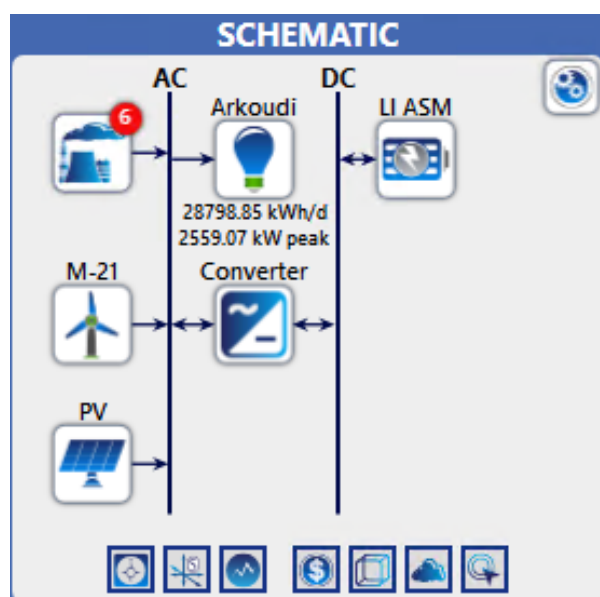 SCHEMATIC
AC
DC
6
Arkoudi
LI ASM
28798.85 kWh/d
2559.07 kW peak
M-21
Converter
PV